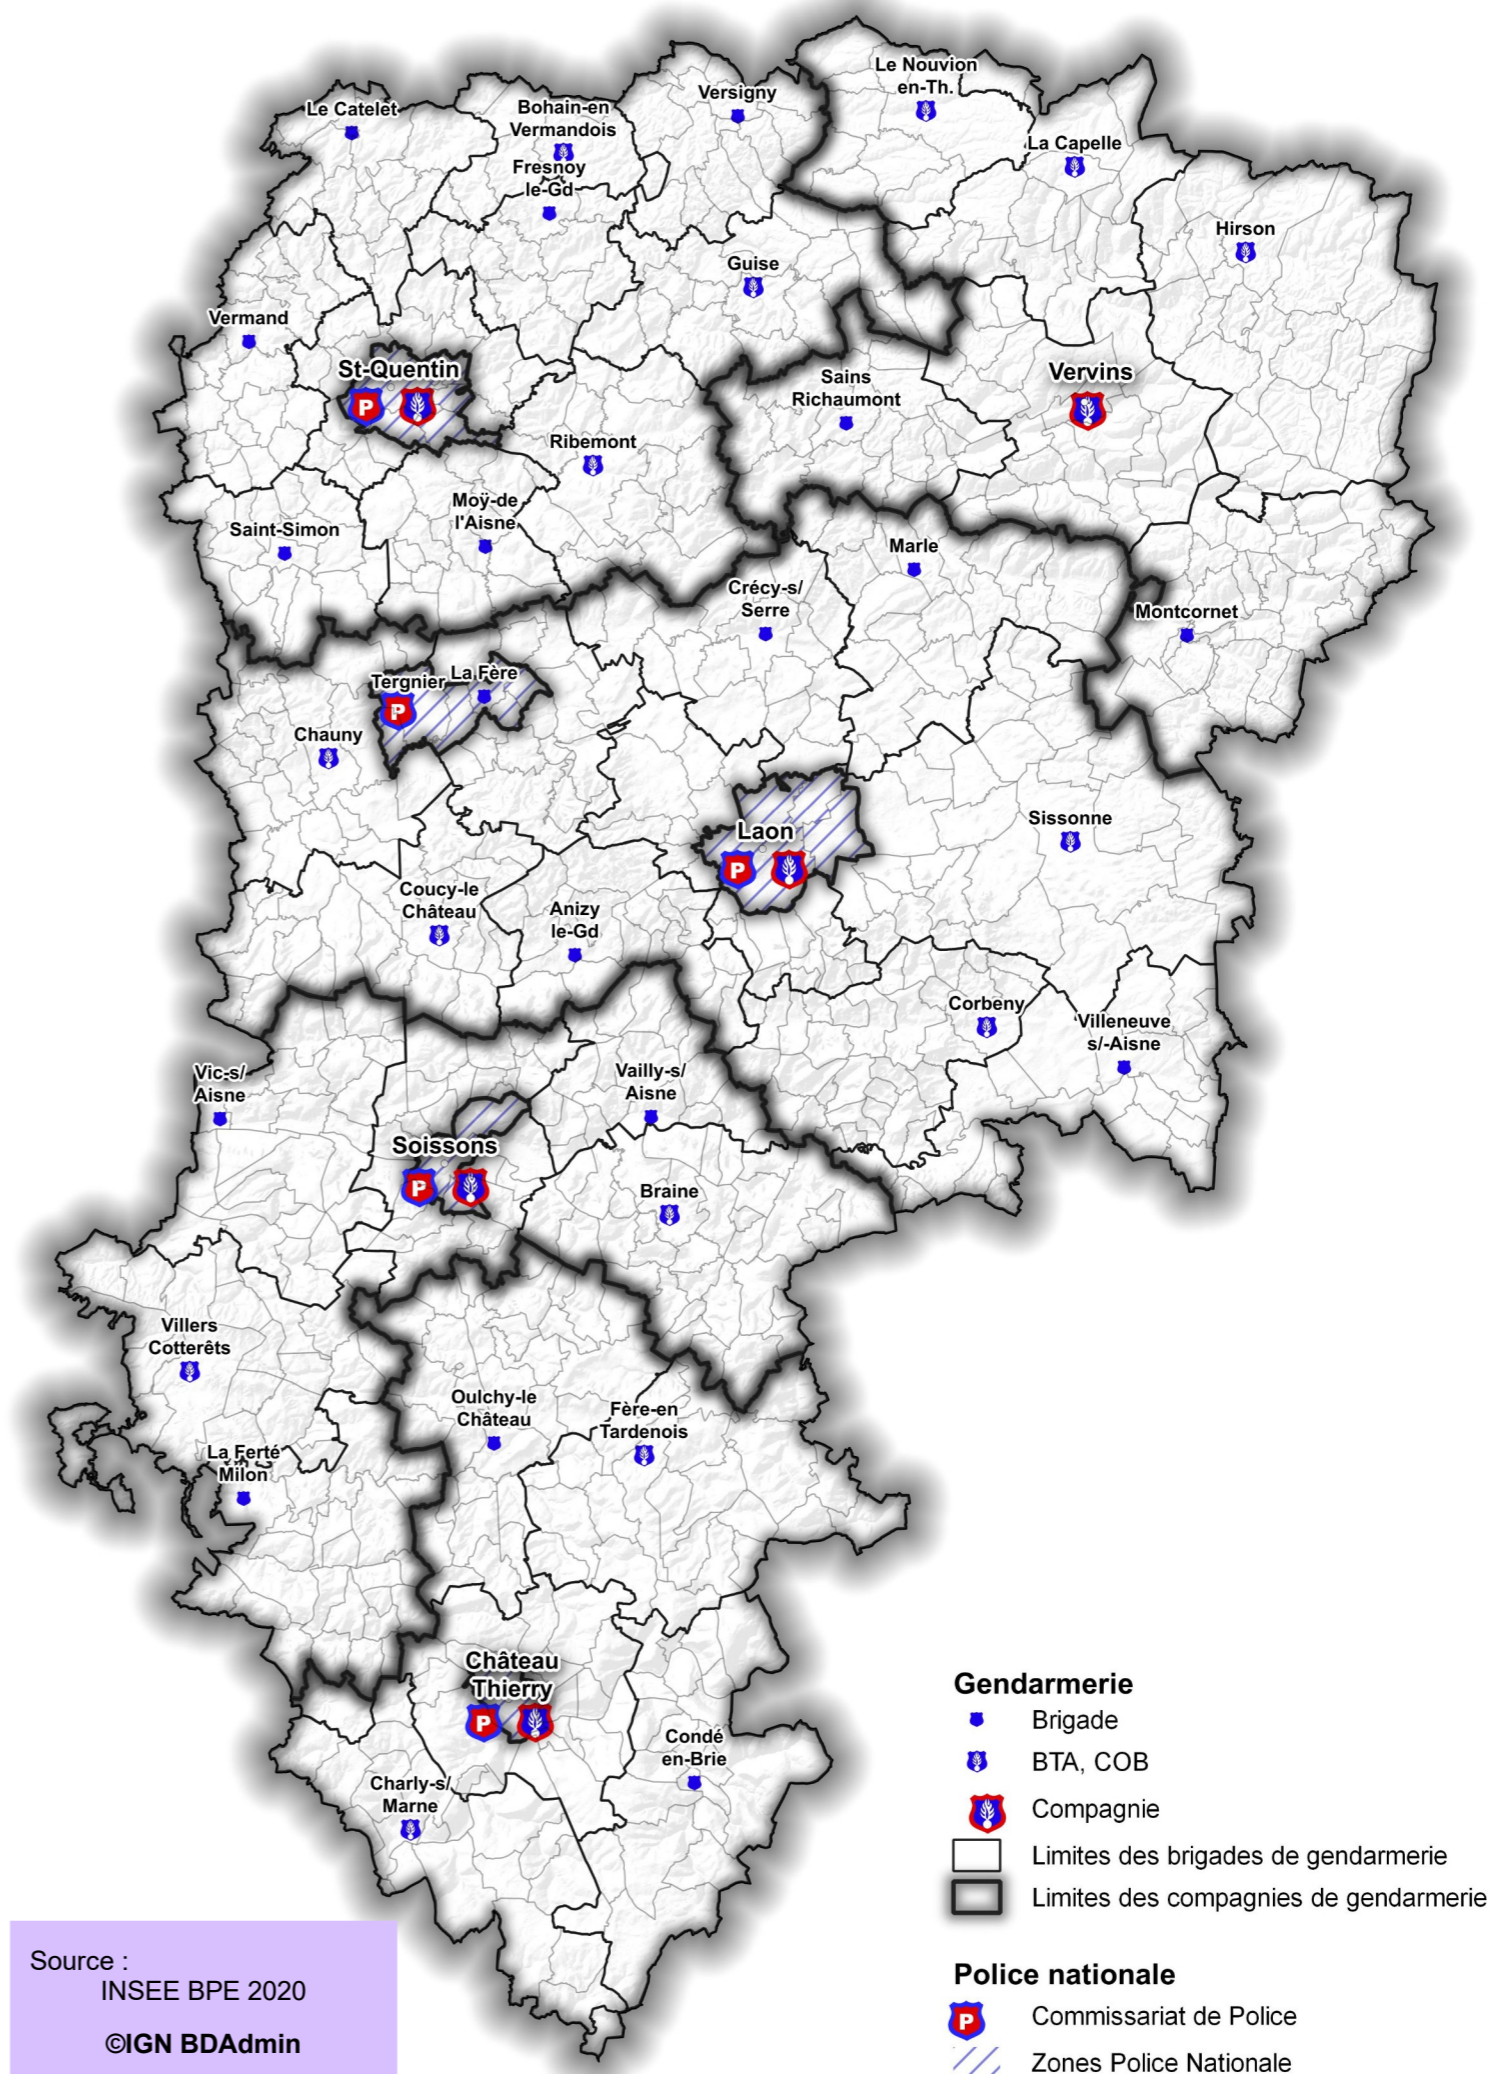 Le Nouvion
en-Th.
Versigny
Le Catelet
Bohain-en
Vermandois
Fresnoy
le-Gd
La Capelle
Hirson
Guise
Vermand
St-Quentin
P
Sains
Richaumont
Vervins
Ribemont
Moÿ-de
l'Aisne
Saint-Simon
Marle
Crécy-s/
Serre
Montcornet
Tergnier
P
La Fère
Chauny
Sissonne
Laon
P
Coucy-le
Château
Anizy
le-Gd
Corbeny
Villeneuve
s/-Aisne
Vic-s/
Aisne
Vailly-s/
Aisne
Soissons
P
Braine
Villers
Cotterêts
Oulchy-le
Château
Fère-en
Tardenois
La Ferté
Milon
Château
Thierry
P
Condé
en-Brie
Charly-s/
Marne
Gendarmerie
Brigade
BTA, COB
Compagnie
Limites des brigades de gendarmerie
Limites des compagnies de gendarmerie
Police nationale
P
Commissariat de Police
Zones Police Nationale
Source :
INSEE BPE 2020
©IGN BDAdmin